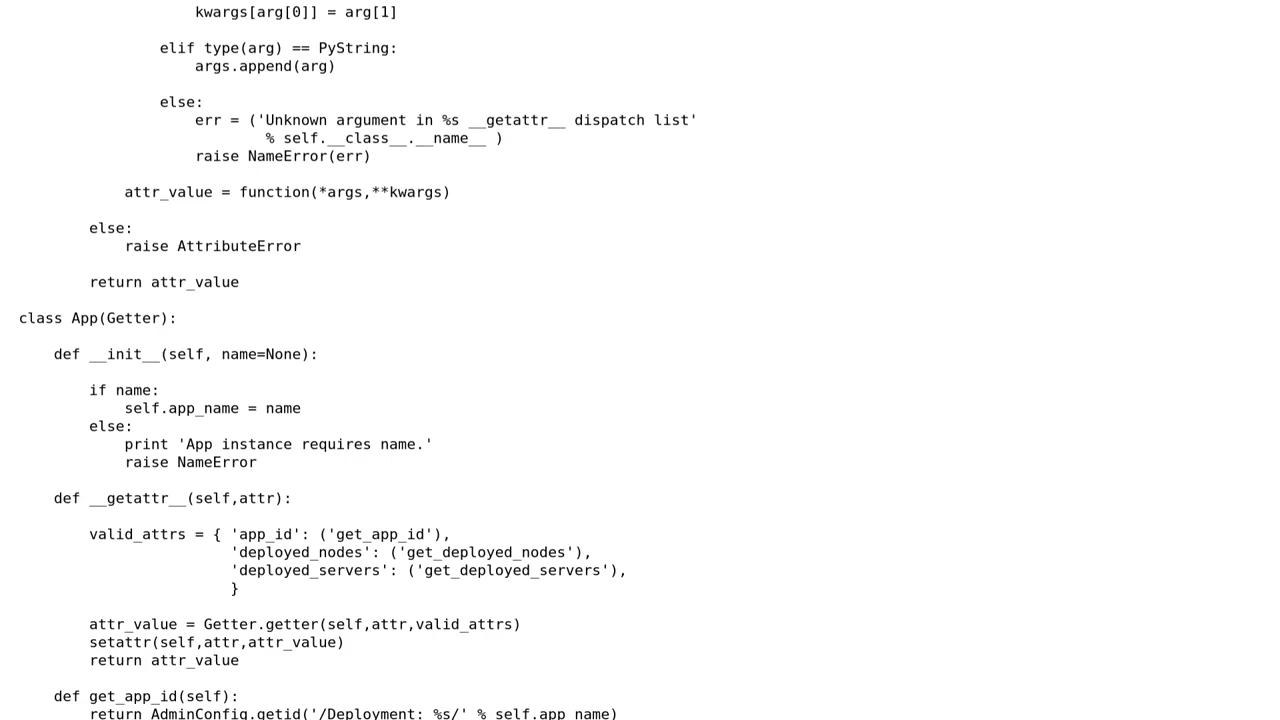 kwargs[arg[0]] = arg[1]
elif type(arg) == PyString:
args.append(arg)
else:
err = ('Unknown argument in %s __getattr__ dispatch list'
% self.__class__.__name__ )
raise NameError(err)
attr_value = function(*args,**kwargs)
else:
raise AttributeError
return attr_value
class App(Getter):
def __init__(self, name=None):
if name:
self.app_name = name
else:
print 'App instance requires name.'
raise NameError
def __getattr__(self,attr):
valid_attrs = { 'app_id': ('get_app_id'),
'deployed_nodes': ('get_deployed_nodes'),
'deployed_servers': ('get_deployed_servers'),
}
attr_value = Getter.getter(self,attr,valid_attrs)
setattr(self,attr,attr_value)
return attr_value
def get_app_id(self):
return AdminConfig.getid('/Deployment: %s/' % self.app_name)